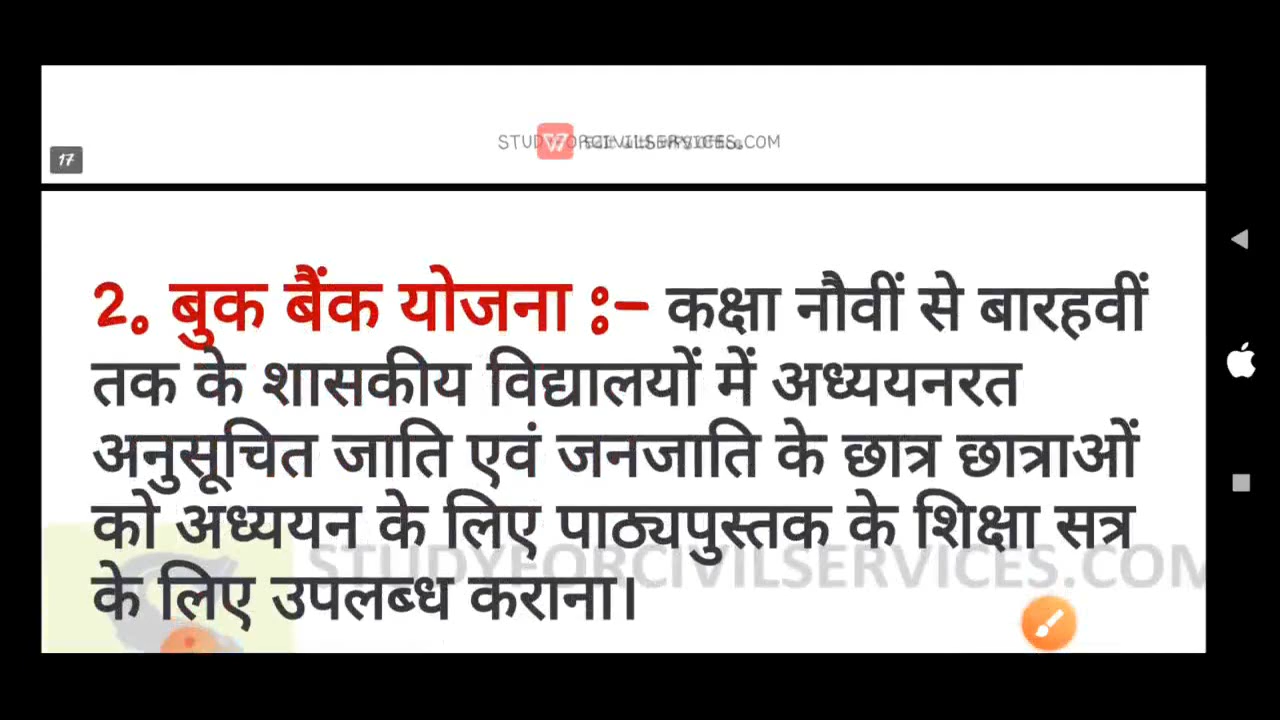 STUDYFORCIVILSERVICES.COM
17
2. बुक बैंक योजना :- कक्षा नौवीं से बारहवीं
तक के शासकीय विद्यालयों में अध्ययनरत
अनुसूचित जाति एवं जनजाति के छात्र छात्राओं
को अध्ययन के लिए पाठ्यपुस्तक के शिक्षा सत्र
के लिए उपलब्ध कराना।
STUDYFORCIVILSERVICES.COM